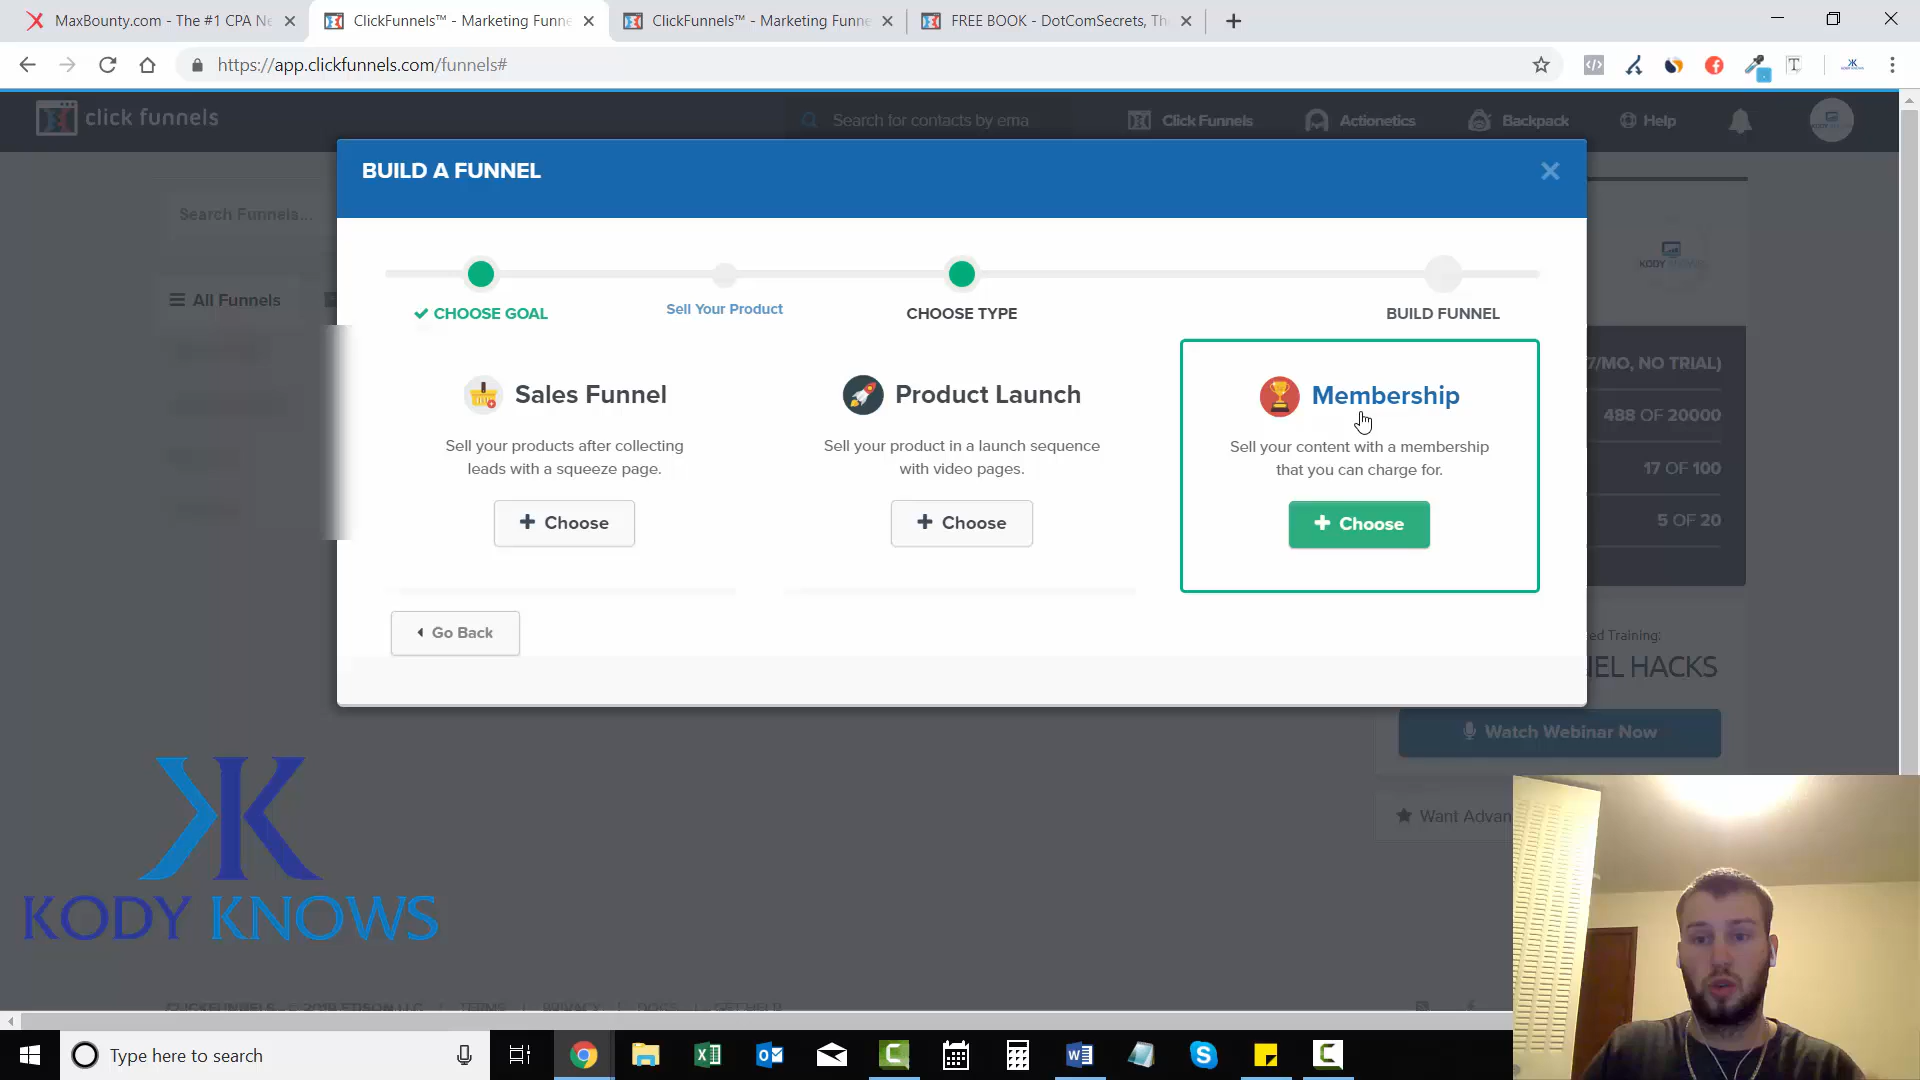 MaxBounty.com - The #1 CPA Ne
ClickFunnels™ - Marketing Funne
ClickFunnels™ - Marketing Funne
FREE BOOK - DotComSecrets, Th
https://app.clickfunnels.com/funnels#
click funnels
Search for contacts by ema
Click Funnels
Actionetics
Backpack
Help
BUILD A FUNNEL
Search Funnels...
All Funnels
CHOOSE GOAL
Sell Your Product
CHOOSE TYPE
BUILD FUNNEL
7/MO, NO TRIAL)
488 OF 20000
17 OF 100
5 OF 20
Sales Funnel
Sell your products after collecting
leads with a squeeze page.
Choose
Product Launch
Sell your product in a launch sequence
with video pages.
Choose
Membership
Sell your content with a membership
that you can charge for.
Choose
Go Back
ed Training:
NEL HACKS
Watch Webinar Now
Want Advan
KK
KODY KNOWS
Type here to search